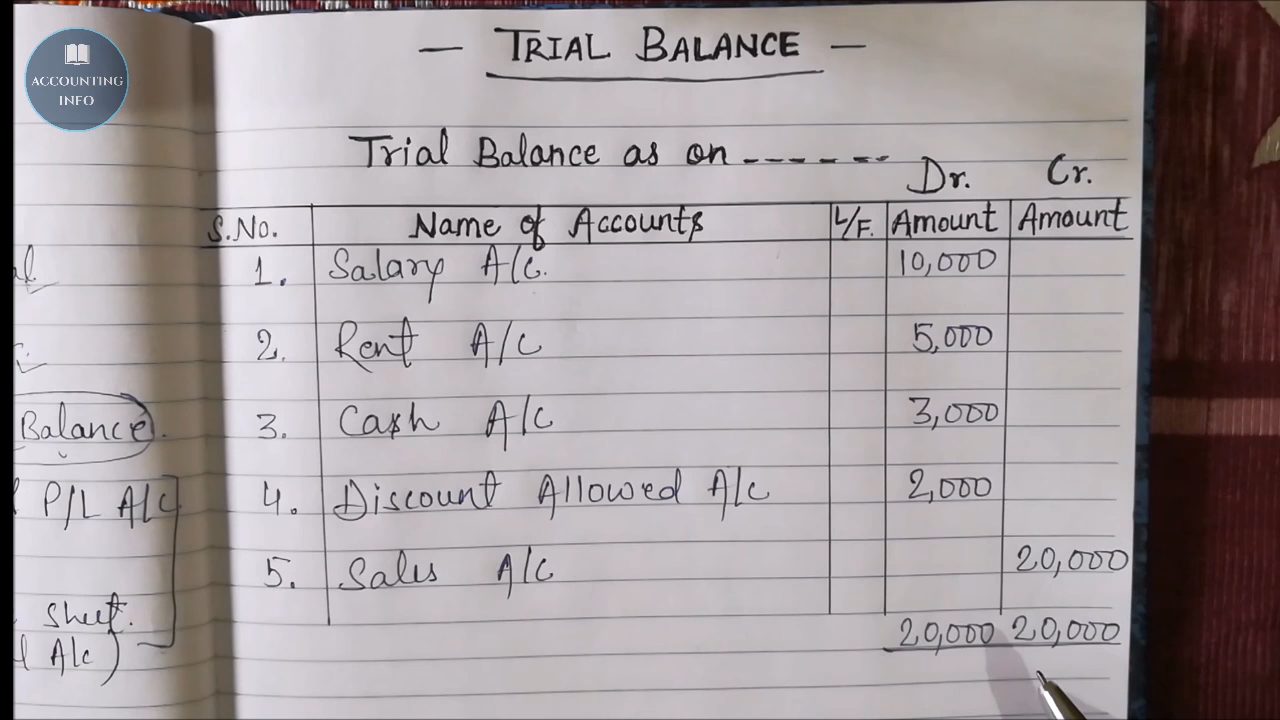 ACCOUNTING
INFO
— TRIAL BALANCE —
Trial Balance as on ------
Dr. Cr.
S.No. Name of Accounts L/F. Amount Amount
1. Salary A/c. 10,000
2. Rent A/c 5,000
3. Cash A/c 3,000
4. Discount Allowed A/c 2,000
5. Sales A/c 20,000
20,000 20,000
Balance.
P/L A/c
Sheet.
A/c)